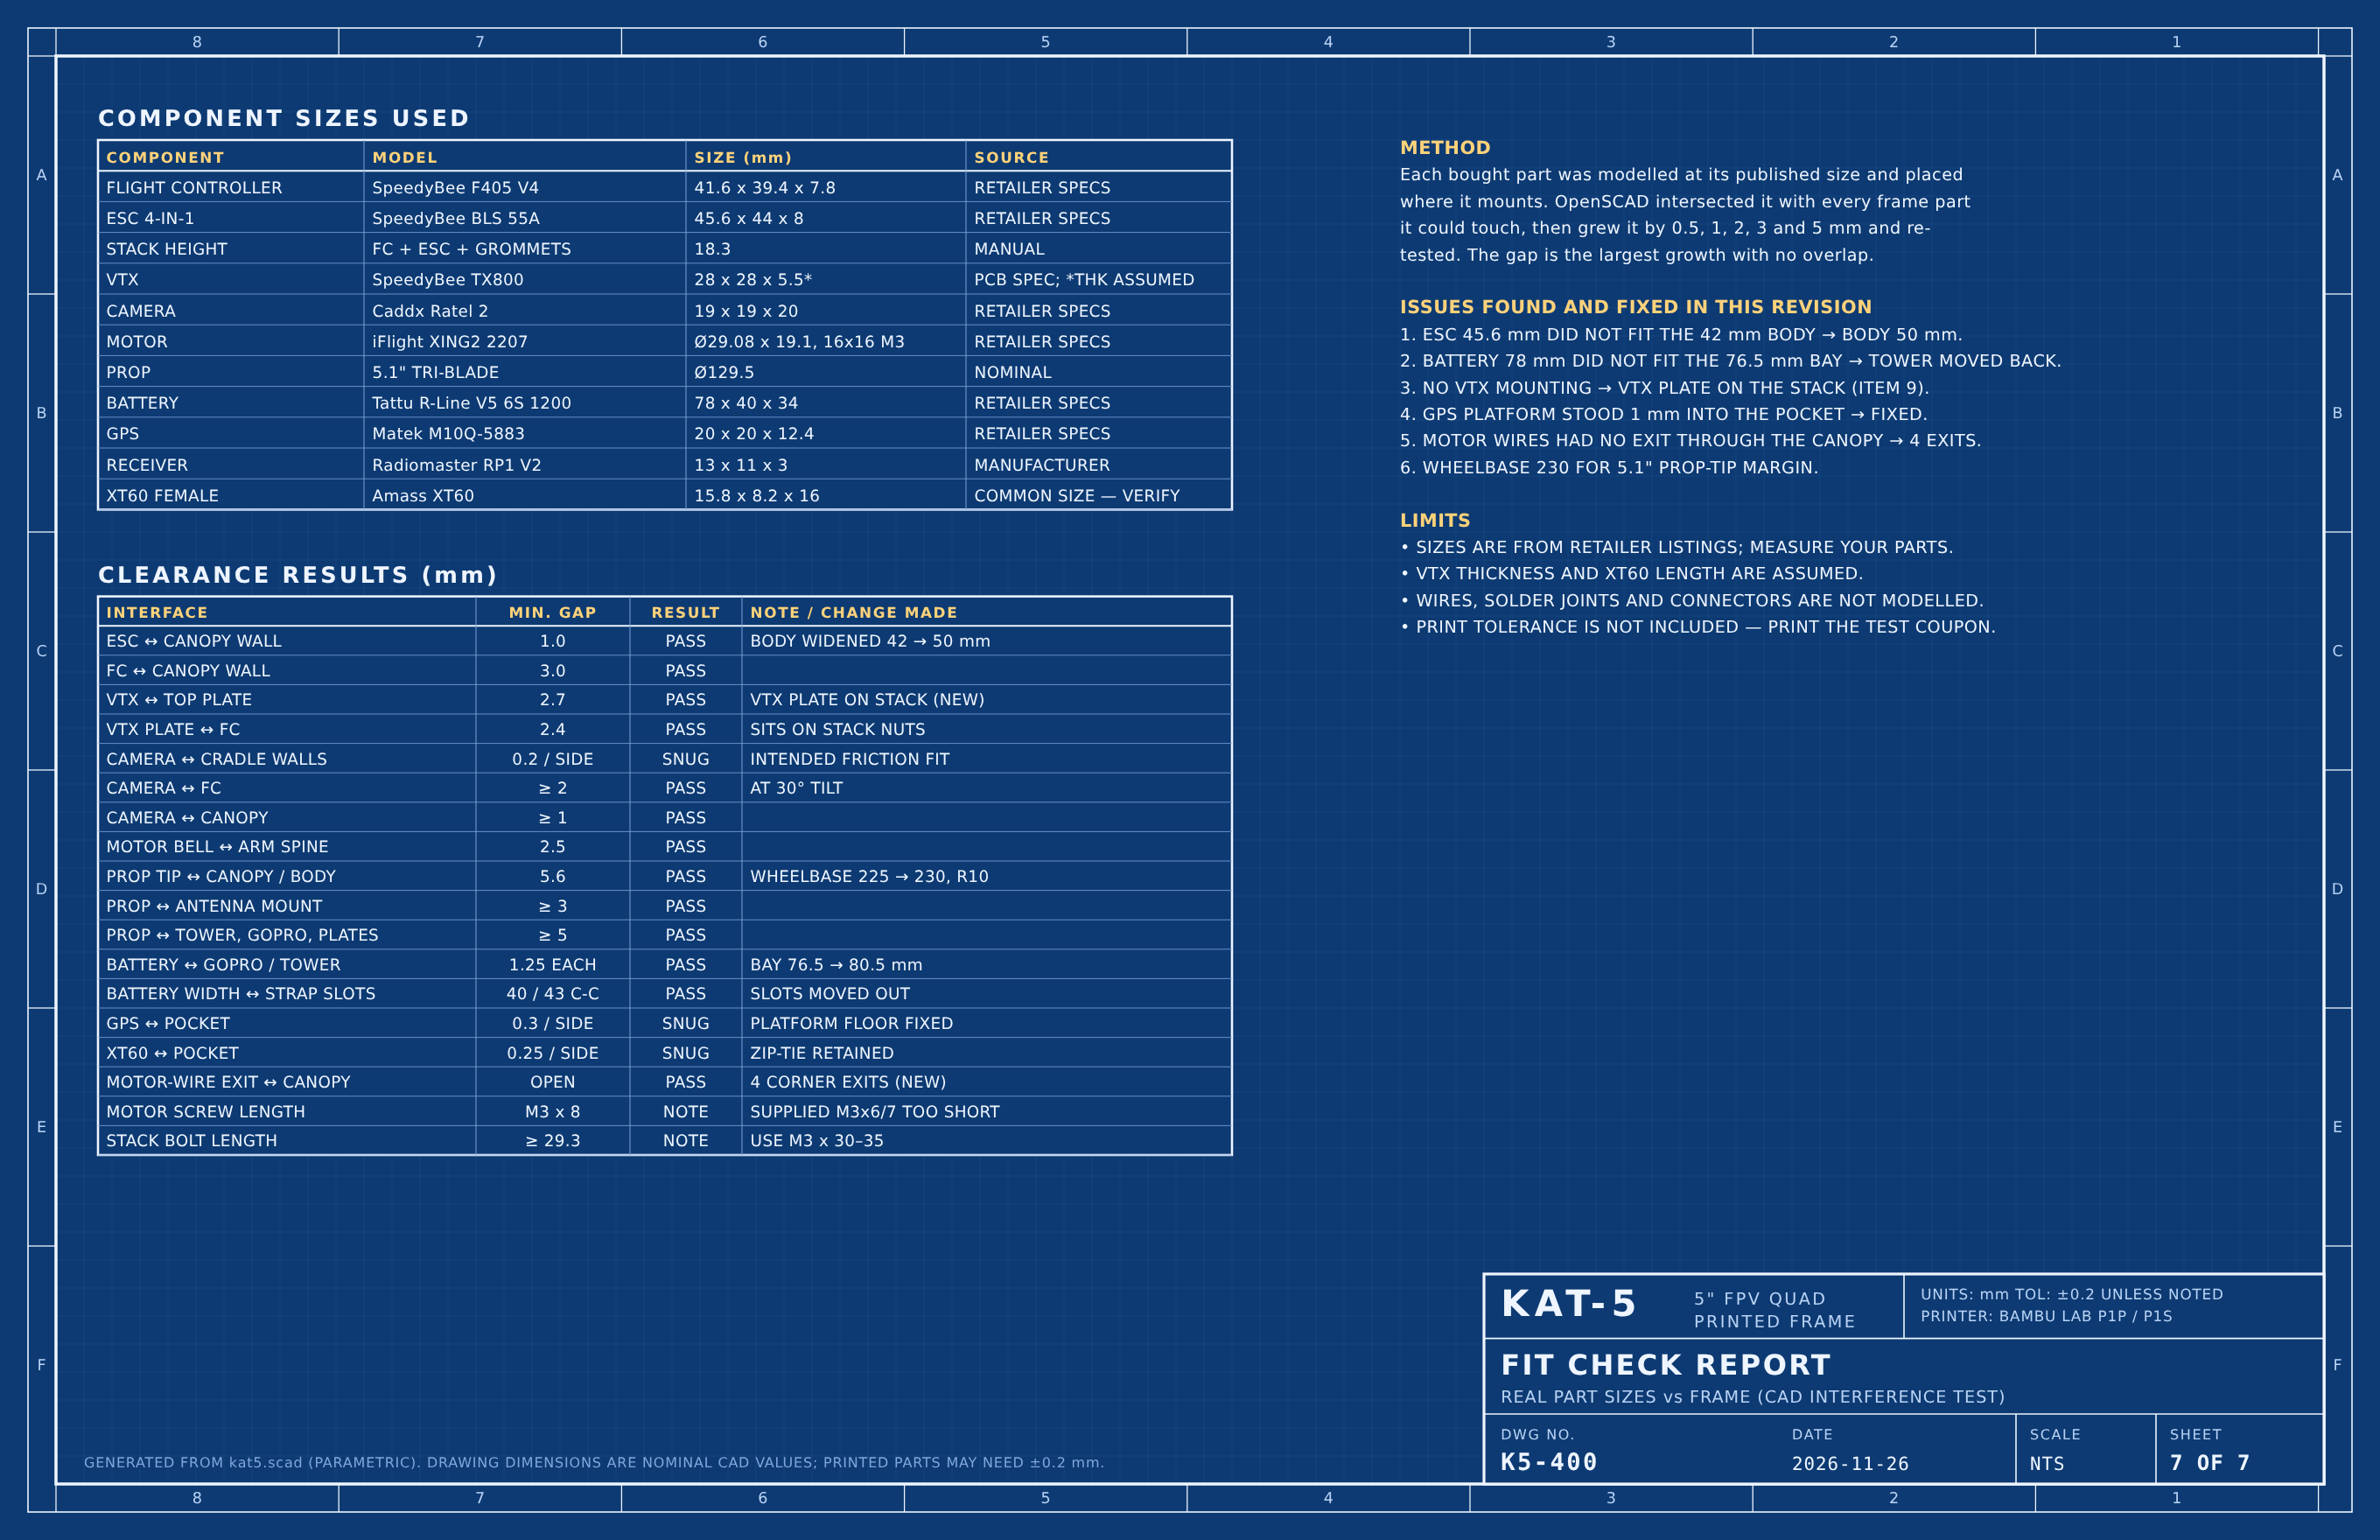 8 7 6 5 4 3 2 1
A A
B B
C C
D D
E E
F F
COMPONENT SIZES USED
COMPONENT MODEL SIZE (mm) SOURCE
FLIGHT CONTROLLER SpeedyBee F405 V4 41.6 x 39.4 x 7.8 RETAILER SPECS
ESC 4-IN-1 SpeedyBee BLS 55A 45.6 x 44 x 8 RETAILER SPECS
STACK HEIGHT FC + ESC + GROMMETS 18.3 MANUAL
VTX SpeedyBee TX800 28 x 28 x 5.5* PCB SPEC; *THK ASSUMED
CAMERA Caddx Ratel 2 19 x 19 x 20 RETAILER SPECS
MOTOR iFlight XING2 2207 Ø29.08 x 19.1, 16x16 M3 RETAILER SPECS
PROP 5.1" TRI-BLADE Ø129.5 NOMINAL
BATTERY Tattu R-Line V5 6S 1200 78 x 40 x 34 RETAILER SPECS
GPS Matek M10Q-5883 20 x 20 x 12.4 RETAILER SPECS
RECEIVER Radiomaster RP1 V2 13 x 11 x 3 MANUFACTURER
XT60 FEMALE Amass XT60 15.8 x 8.2 x 16 COMMON SIZE — VERIFY
CLEARANCE RESULTS (mm)
INTERFACE MIN. GAP RESULT NOTE / CHANGE MADE
ESC ↔ CANOPY WALL 1.0 PASS BODY WIDENED 42 → 50 mm
FC ↔ CANOPY WALL 3.0 PASS
VTX ↔ TOP PLATE 2.7 PASS VTX PLATE ON STACK (NEW)
VTX PLATE ↔ FC 2.4 PASS SITS ON STACK NUTS
CAMERA ↔ CRADLE WALLS 0.2 / SIDE SNUG INTENDED FRICTION FIT
CAMERA ↔ FC ≥ 2 PASS AT 30° TILT
CAMERA ↔ CANOPY ≥ 1 PASS
MOTOR BELL ↔ ARM SPINE 2.5 PASS
PROP TIP ↔ CANOPY / BODY 5.6 PASS WHEELBASE 225 → 230, R10
PROP ↔ ANTENNA MOUNT ≥ 3 PASS
PROP ↔ TOWER, GOPRO, PLATES ≥ 5 PASS
BATTERY ↔ GOPRO / TOWER 1.25 EACH PASS BAY 76.5 → 80.5 mm
BATTERY WIDTH ↔ STRAP SLOTS 40 / 43 C-C PASS SLOTS MOVED OUT
GPS ↔ POCKET 0.3 / SIDE SNUG PLATFORM FLOOR FIXED
XT60 ↔ POCKET 0.25 / SIDE SNUG ZIP-TIE RETAINED
MOTOR-WIRE EXIT ↔ CANOPY OPEN PASS 4 CORNER EXITS (NEW)
MOTOR SCREW LENGTH M3 x 8 NOTE SUPPLIED M3x6/7 TOO SHORT
STACK BOLT LENGTH ≥ 29.3 NOTE USE M3 x 30–35
METHOD
Each bought part was modelled at its published size and placed
where it mounts. OpenSCAD intersected it with every frame part
it could touch, then grew it by 0.5, 1, 2, 3 and 5 mm and re-
tested. The gap is the largest growth with no overlap.
ISSUES FOUND AND FIXED IN THIS REVISION
1. ESC 45.6 mm DID NOT FIT THE 42 mm BODY → BODY 50 mm.
2. BATTERY 78 mm DID NOT FIT THE 76.5 mm BAY → TOWER MOVED BACK.
3. NO VTX MOUNTING → VTX PLATE ON THE STACK (ITEM 9).
4. GPS PLATFORM STOOD 1 mm INTO THE POCKET → FIXED.
5. MOTOR WIRES HAD NO EXIT THROUGH THE CANOPY → 4 EXITS.
6. WHEELBASE 230 FOR 5.1" PROP-TIP MARGIN.
LIMITS
• SIZES ARE FROM RETAILER LISTINGS; MEASURE YOUR PARTS.
• VTX THICKNESS AND XT60 LENGTH ARE ASSUMED.
• WIRES, SOLDER JOINTS AND CONNECTORS ARE NOT MODELLED.
• PRINT TOLERANCE IS NOT INCLUDED — PRINT THE TEST COUPON.
KAT-5
5" FPV QUAD
PRINTED FRAME
UNITS: mm TOL: ±0.2 UNLESS NOTED
PRINTER: BAMBU LAB P1P / P1S
FIT CHECK REPORT
REAL PART SIZES vs FRAME (CAD INTERFERENCE TEST)
DWG NO. DATE SCALE SHEET
K5-400 2026-11-26 NTS 7 OF 7
GENERATED FROM kat5.scad (PARAMETRIC). DRAWING DIMENSIONS ARE NOMINAL CAD VALUES; PRINTED PARTS MAY NEED ±0.2 mm.
8 7 6 5 4 3 2 1